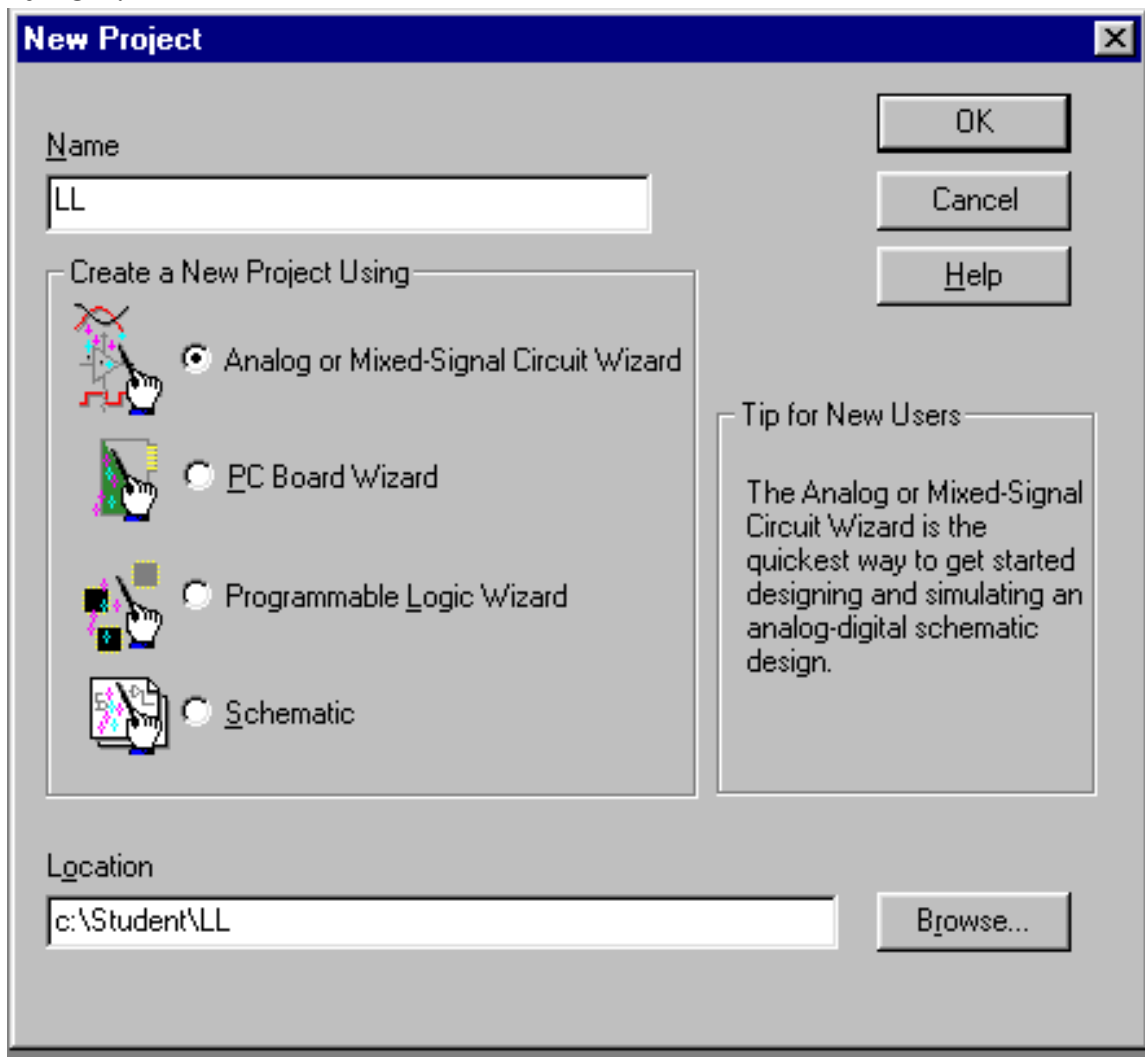 New Project
OK
Name
LL
Cancel
Create a New Project Using
Help
Analog or Mixed-Signal Circuit Wizard
Tip for New Users
PC Board Wizard
The Analog or Mixed-Signal
Circuit Wizard is the
quickest way to get started
designing and simulating an
analog-digital schematic
design.
Programmable Logic Wizard
Schematic
Location
c:\Student\LL
Browse...